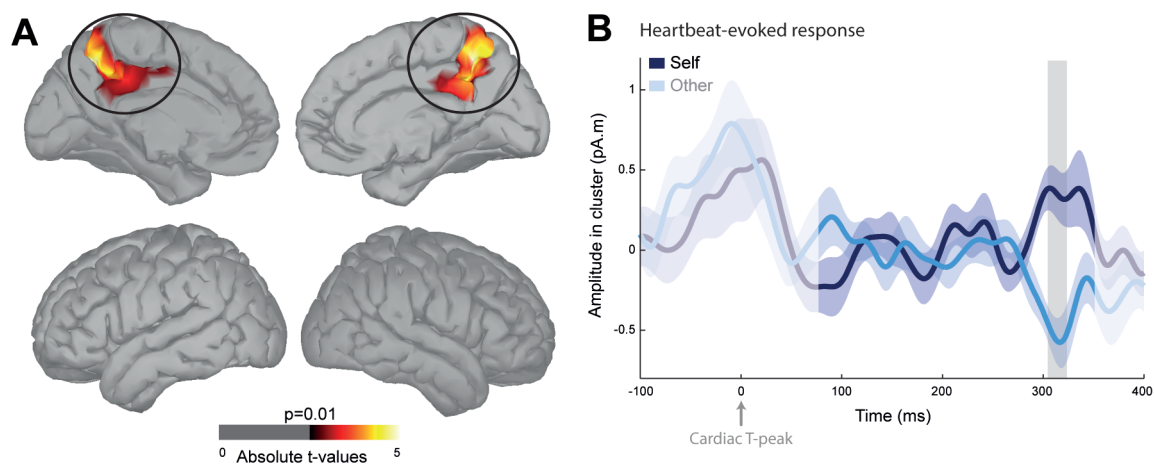 A
p=0.01
0
5
Absolute t-values
B
Heartbeat-evoked response
Self
Other
Amplitude in cluster (pA.m)
1
0.5
0
-0.5
-100
0
100
200
300
400
Time (ms)
Cardiac T-peak